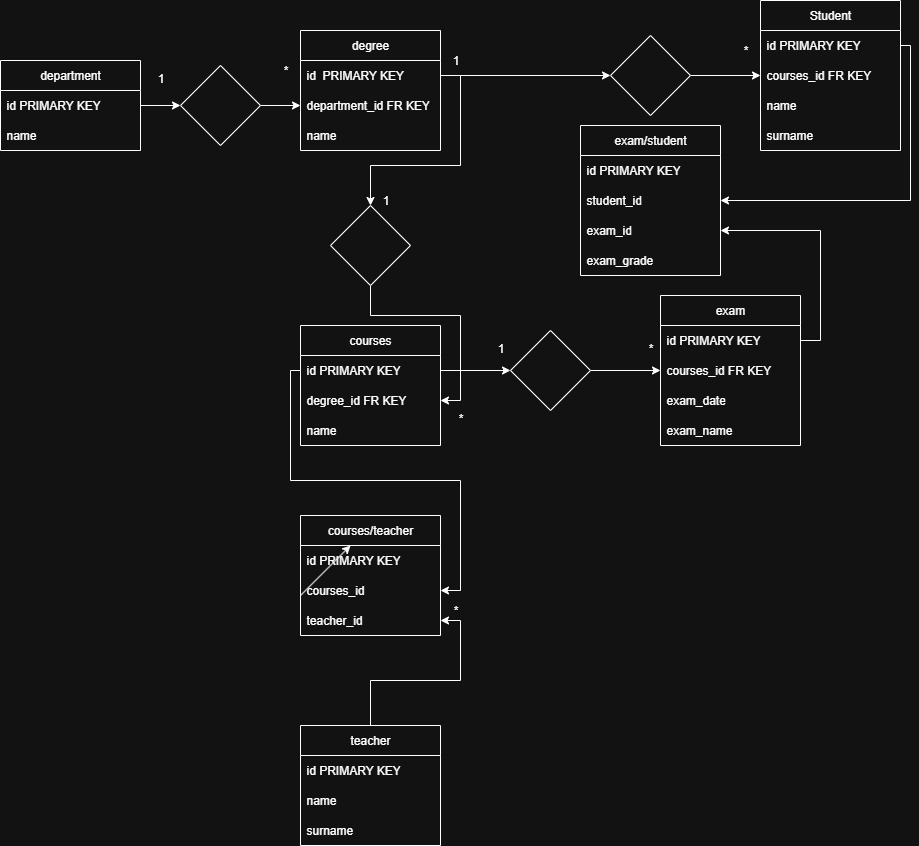 department
id PRIMARY KEY
name
1
*
degree
id PRIMARY KEY
department_id FR KEY
name
1
*
Student
id PRIMARY KEY
courses_id FR KEY
name
surname
exam/student
id PRIMARY KEY
student_id
exam_id
exam_grade
1
courses
id PRIMARY KEY
degree_id FR KEY
name
*
1
*
exam
id PRIMARY KEY
courses_id FR KEY
exam_date
exam_name
courses/teacher
id PRIMARY KEY
courses_id
teacher_id
*
teacher
id PRIMARY KEY
name
surname